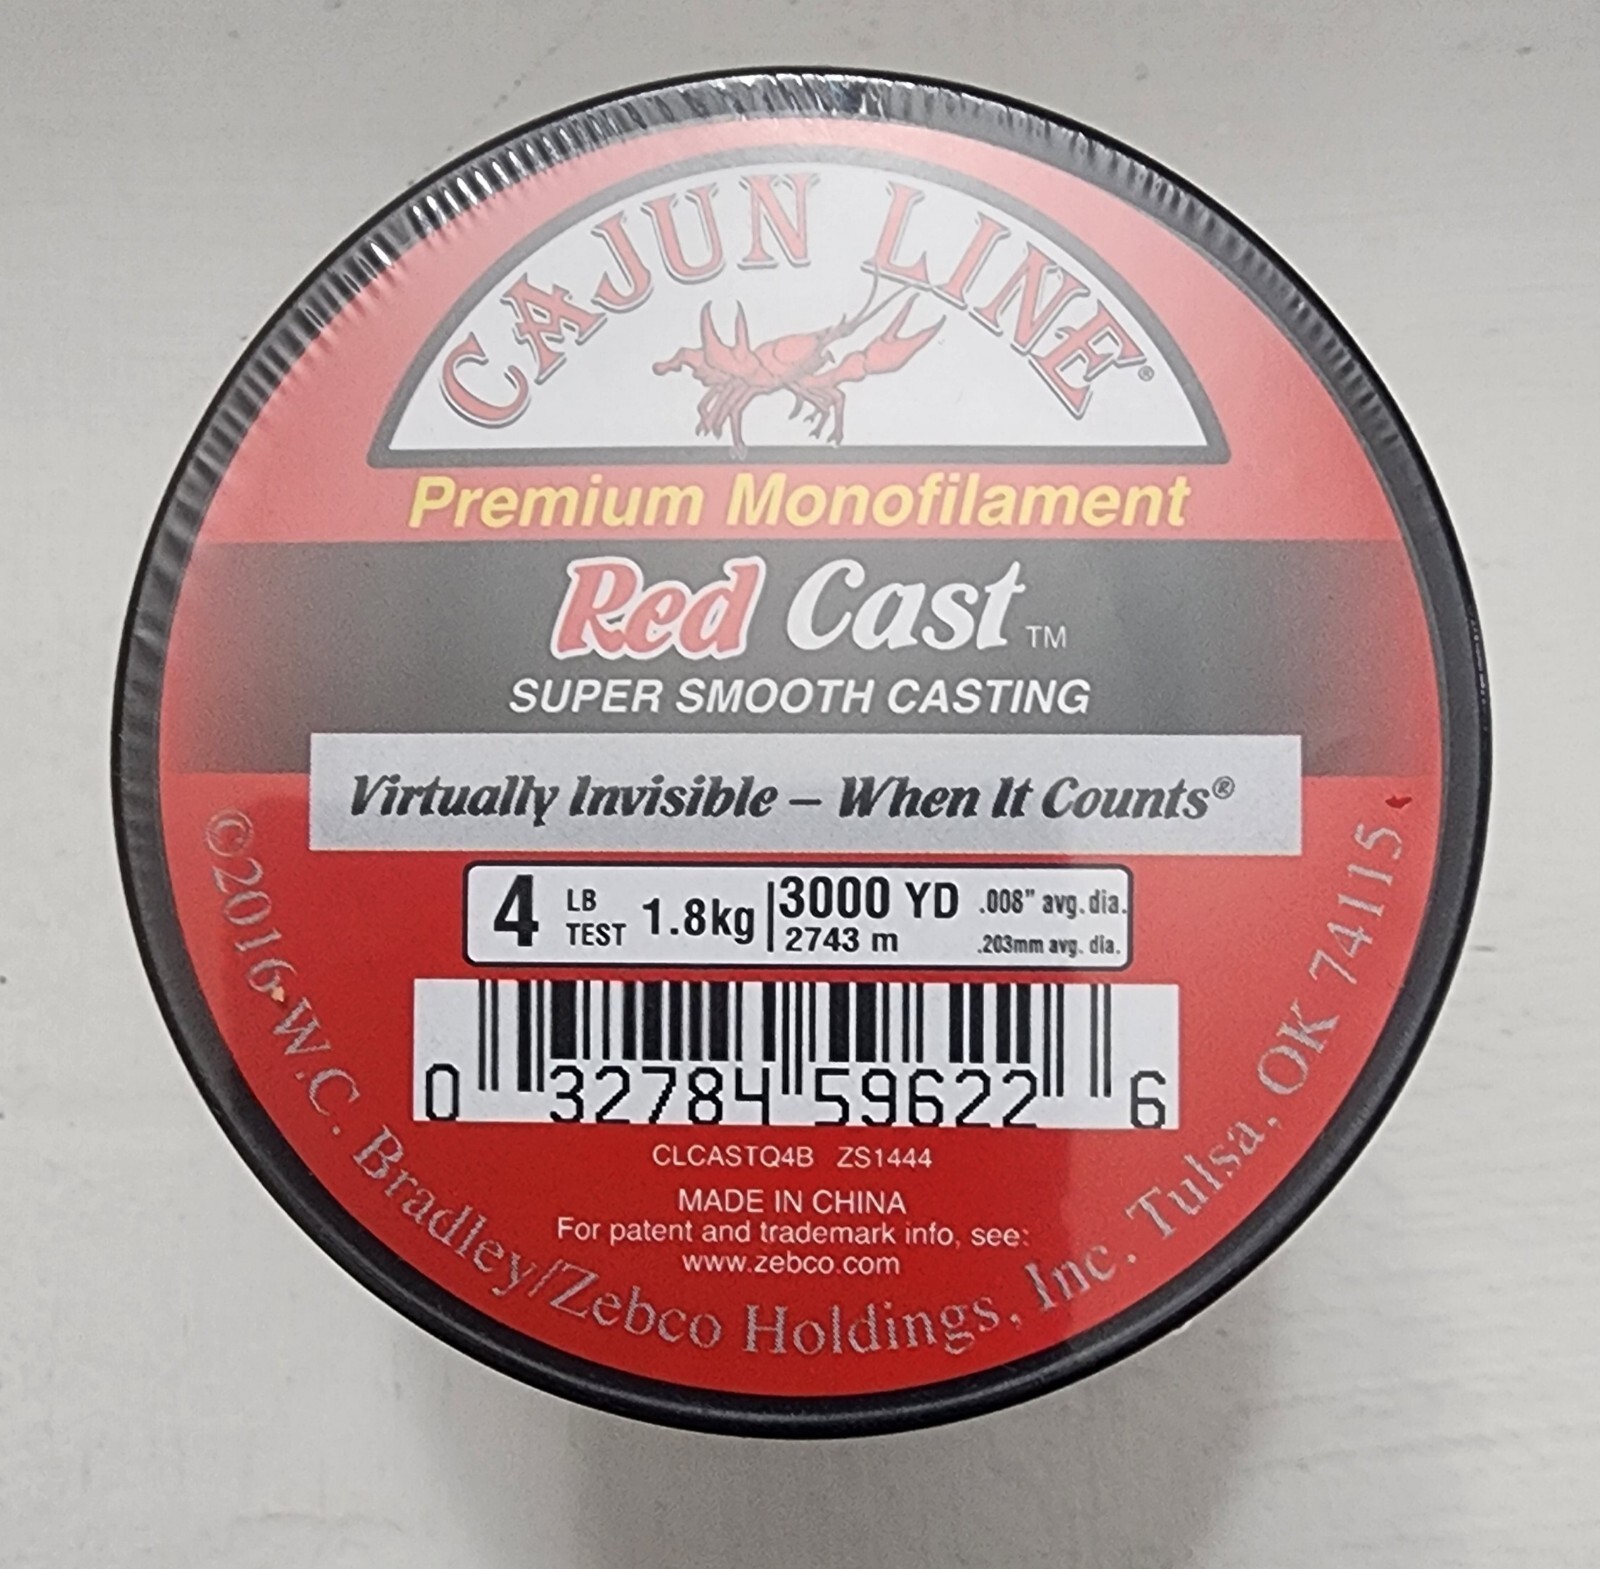 CAJUN LINE®
Premium Monofilament
Red Cast™
SUPER SMOOTH CASTING
Virtually Invisible – When It Counts®
4 LB TEST 1.8kg
3000 YD .008" avg. dia.
2743 m .203mm avg. dia.
0 32784 59622 6
CLCASTQ4B ZS1444
MADE IN CHINA
For patent and trademark info, see:
www.zebco.com
©2016•W.C. Bradley/Zebco Holdings, Inc. Tulsa, OK 74115